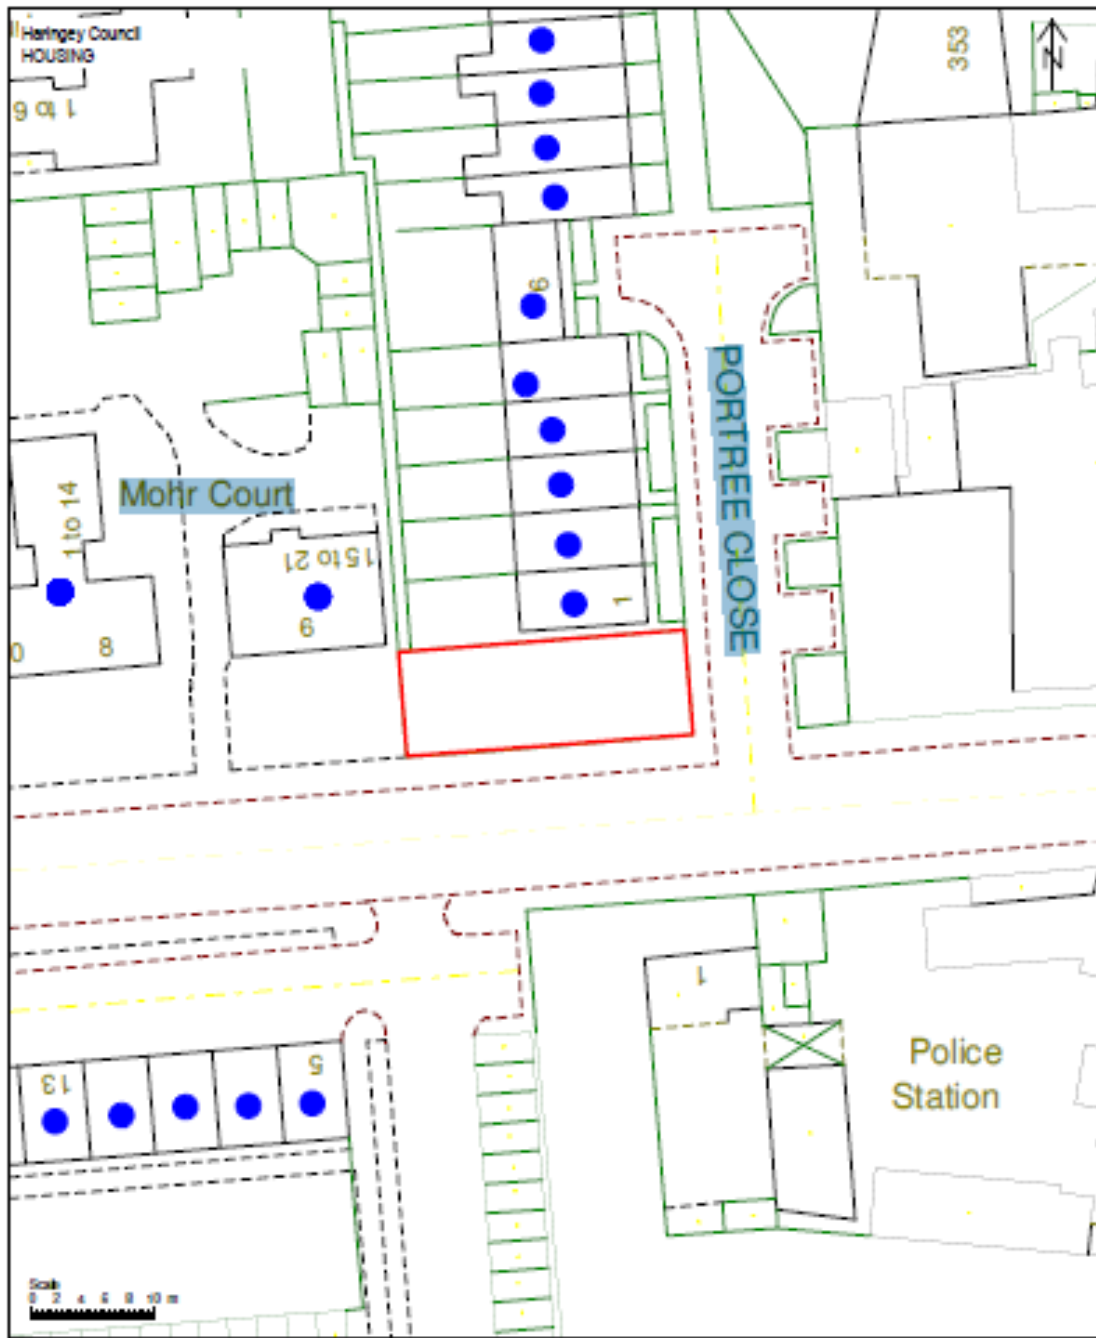 Haringey Council
HOUSING
353
N
1 to 6
6
PORTREE CLOSE
Mohr Court
1 to 14
15 to 21
1
9
8
0
1
Police
Station
13
5
Scale
0 2 4 6 8 10 m